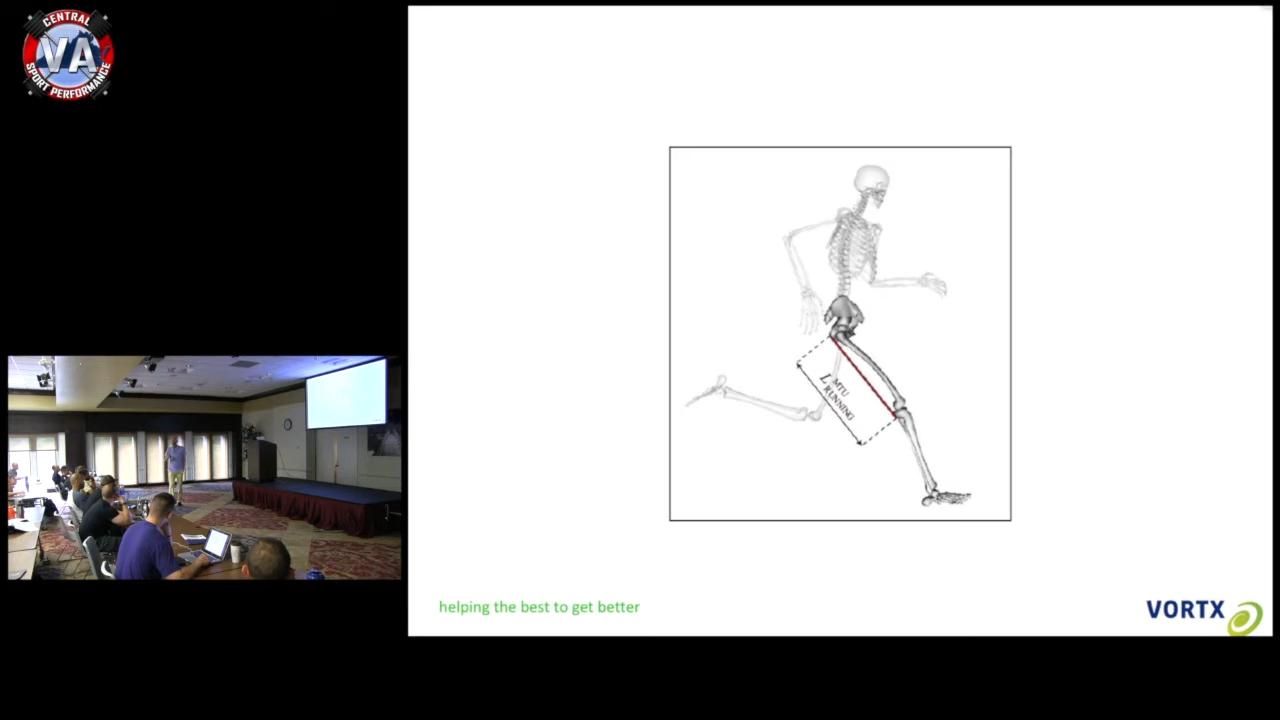 CENTRAL
VA
SPORT PERFORMANCE
L MTU
RUNNING
helping the best to get better
VORTX